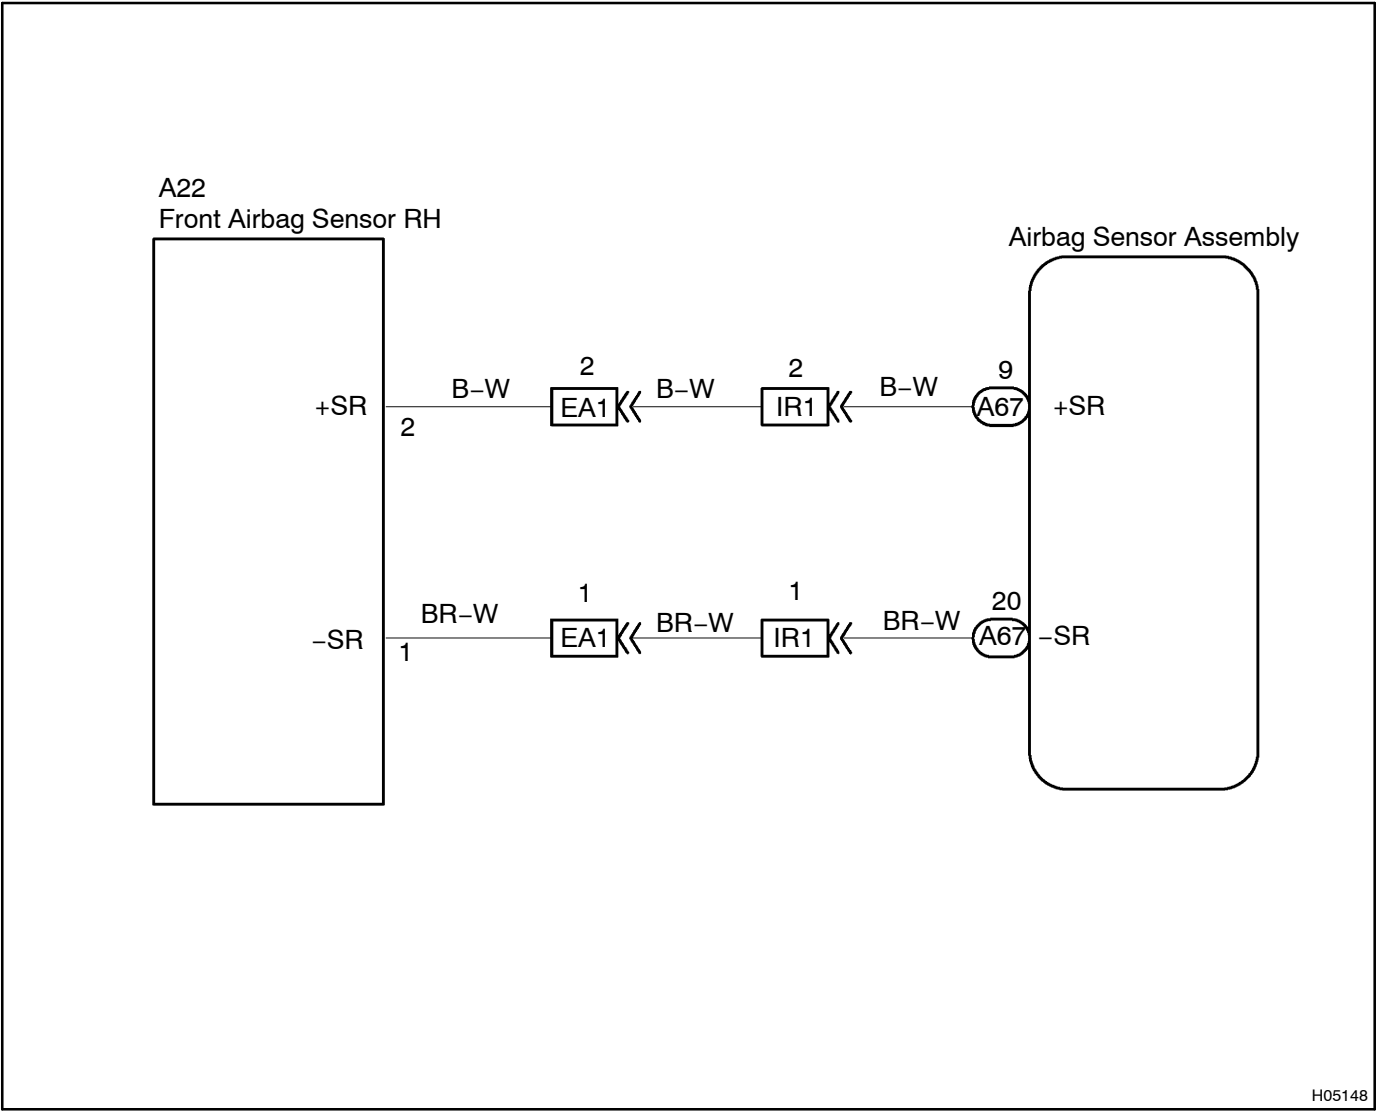 A22
Front Airbag Sensor RH
Airbag Sensor Assembly
2 2 9
B−W B−W B−W
+SR EA1 IR1 A67 +SR
2
1 1 20
BR−W BR−W BR−W
−SR EA1 IR1 A67 −SR
1
H05148